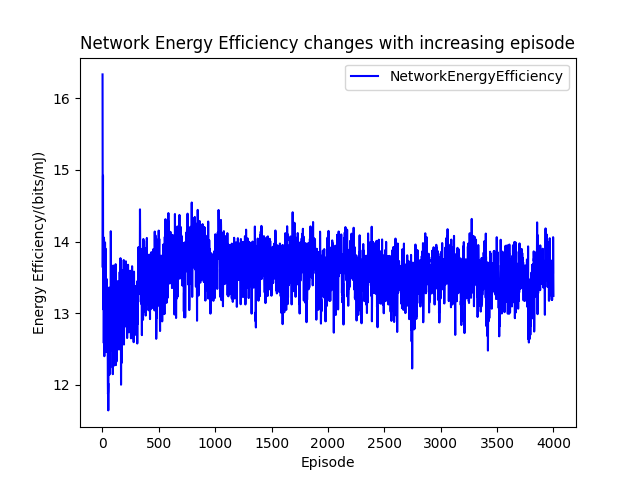 Network Energy Efficiency changes with increasing episode
NetworkEnergyEfficiency
16
15
14
13
12
Energy Efficiency/(bits/mJ)
0 500 1000 1500 2000 2500 3000 3500 4000
Episode